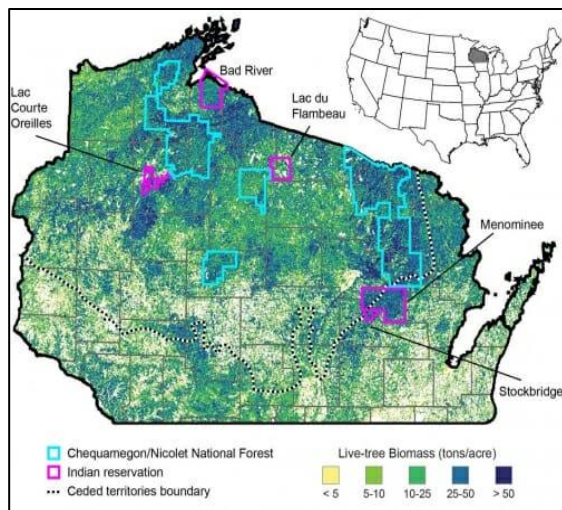 Bad River
Lac
Courte
Oreilles
Lac du
Flambeau
Menominee
Stockbridge
Chequamegon/Nicolet National Forest
Indian reservation
Ceded territories boundary
Live-tree Biomass (tons/acre)
< 5 5-10 10-25 25-50 > 50